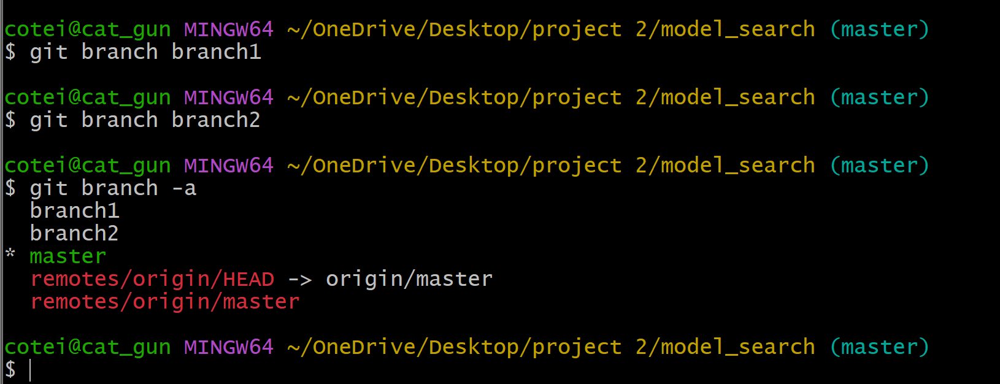 cotei@cat_gun MINGW64 ~/OneDrive/Desktop/project 2/model_search (master)
$ git branch branch1
cotei@cat_gun MINGW64 ~/OneDrive/Desktop/project 2/model_search (master)
$ git branch branch2
cotei@cat_gun MINGW64 ~/OneDrive/Desktop/project 2/model_search (master)
$ git branch -a
  branch1
  branch2
* master
  remotes/origin/HEAD -> origin/master
  remotes/origin/master
cotei@cat_gun MINGW64 ~/OneDrive/Desktop/project 2/model_search (master)
$